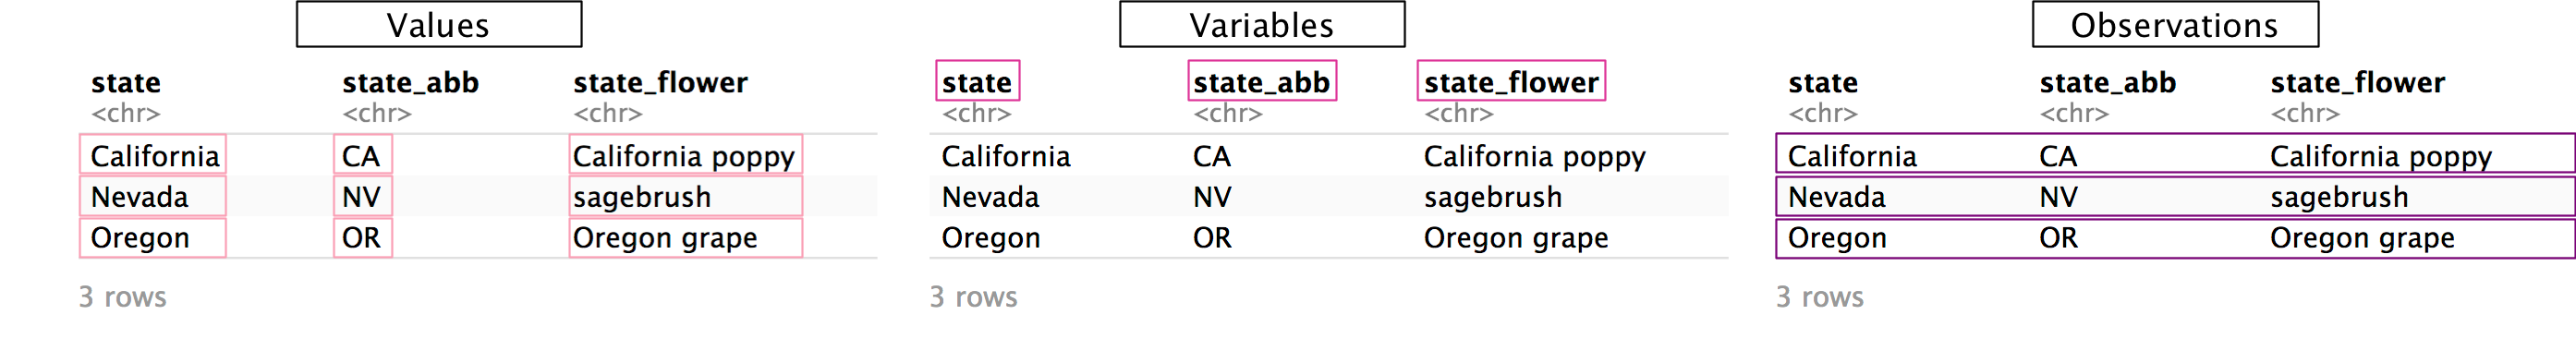 Values
state state_abb state_flower
<chr> <chr> <chr>
California CA California poppy
Nevada NV sagebrush
Oregon OR Oregon grape
3 rows
Variables
state state_abb state_flower
<chr> <chr> <chr>
California CA California poppy
Nevada NV sagebrush
Oregon OR Oregon grape
3 rows
Observations
state state_abb state_flower
<chr> <chr> <chr>
California CA California poppy
Nevada NV sagebrush
Oregon OR Oregon grape
3 rows